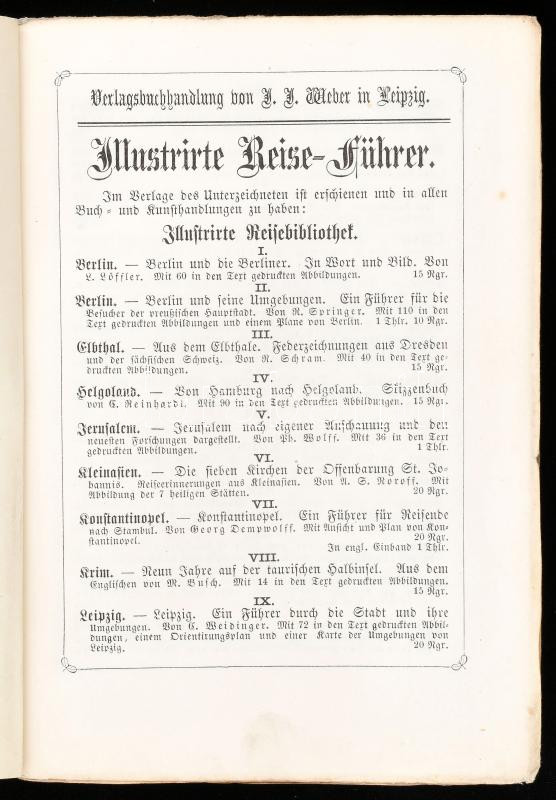 Verlagsbuchhandlung von J. J. Weber in Leipzig.
Illustrirte Reise-Führer.
Im Verlage des Unterzeichneten ist erschienen und in allen
Buch- und Kunsthandlungen zu haben:
Illustrirte Reisebibliothek.
I.
Berlin. — Berlin und die Berliner. In Wort und Bild. Von
L. Löffler. Mit 60 in den Text gedruckten Abbildungen. 15 Ngr.
II.
Berlin. — Berlin und seine Umgebungen. Ein Führer für die
Besucher der preußischen Hauptstadt. Von R. Springer. Mit 110 in den
Text gedruckten Abbildungen und einem Plane von Berlin. 1 Thlr. 10 Ngr.
III.
Elbthal. — Aus dem Elbthale. Federzeichnungen aus Dresden
und der sächsischen Schweiz. Von R. Schram. Mit 40 in den Text ge-
druckten Abbildungen. 15 Ngr.
IV.
Helgoland. — Von Hamburg nach Helgoland. Skizzenbuch
von C. Reinhardt. Mit 90 in den Text gedruckten Abbildungen. 15 Ngr.
V.
Jerusalem. — Jerusalem nach eigener Anschauung und den
neuesten Forschungen dargestellt. Von Ph. Wolff. Mit 36 in den Text
gedruckten Abbildungen. 1 Thlr.
VI.
Kleinasien. — Die sieben Kirchen der Offenbarung St. Jo-
hannis. Reiseerinnerungen aus Kleinasien. Von A. S. Noroff. Mit
Abbildung der 7 heiligen Stätten. 20 Ngr.
VII.
Konstantinopel. — Konstantinopel. Ein Führer für Reisende
nach Stambul. Von Georg Dempwolff. Mit Ansicht und Plan von Kon-
stantinopel. 20 Ngr.
In engl. Einband 1 Thlr.
VIII.
Krim. — Neun Jahre auf der taurischen Halbinsel. Aus dem
Englischen von M. Busch. Mit 14 in den Text gedruckten Abbildungen.
15 Ngr.
IX.
Leipzig. — Leipzig. Ein Führer durch die Stadt und ihre
Umgebungen. Von C. Weidinger. Mit 72 in den Text gedruckten Abbil-
dungen, einem Orientirungsplan und einer Karte der Umgebungen von
Leipzig. 20 Ngr.